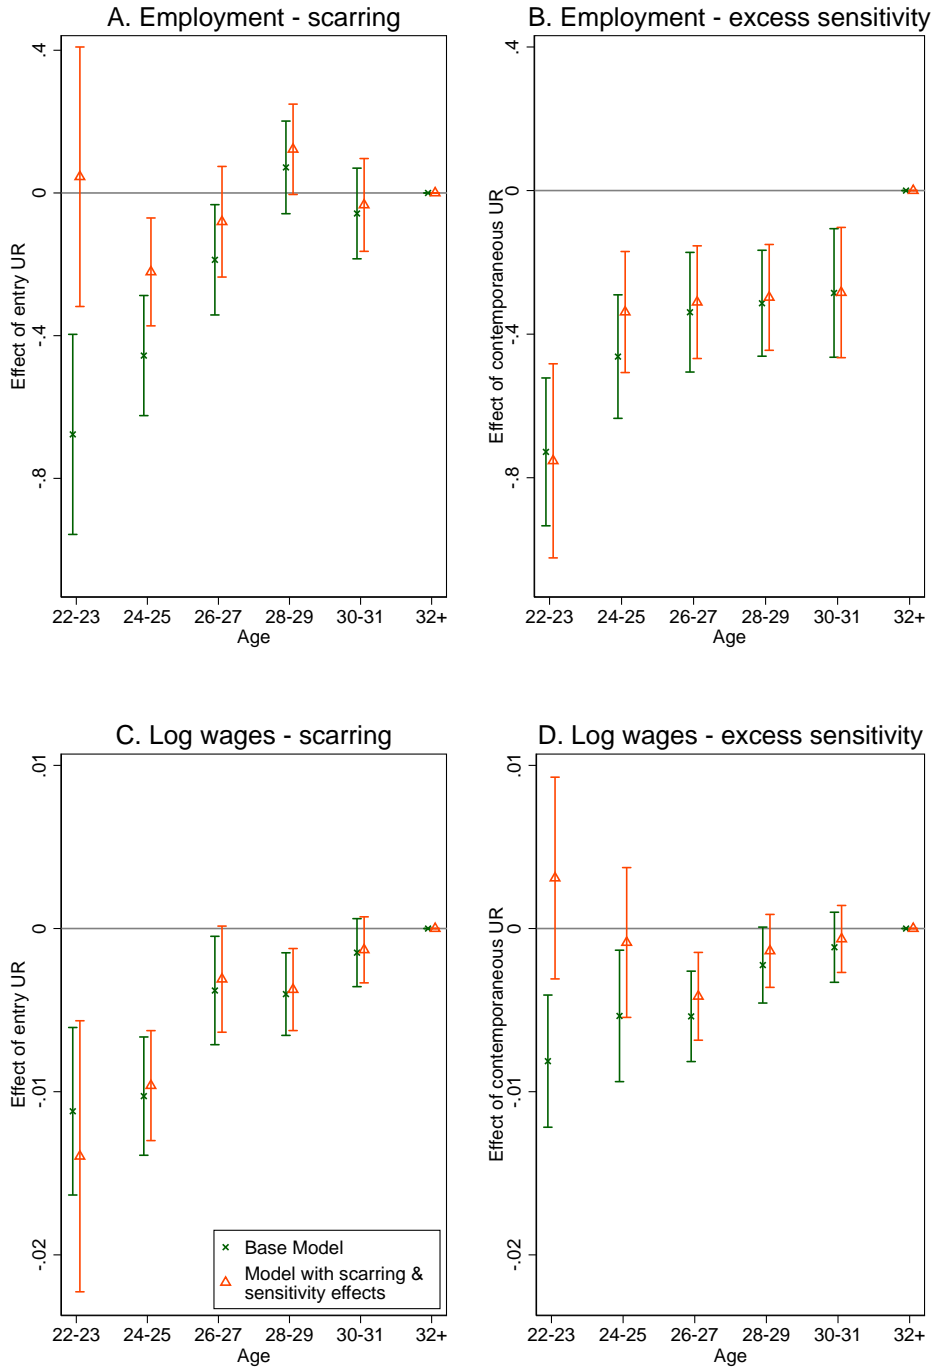 A. Employment - scarring
Effect of entry UR
.4
0
-.4
-.8
22-23 24-25 26-27 28-29 30-31 32+
Age
B. Employment - excess sensitivity
Effect of contemporaneous UR
.4
0
-.4
-.8
22-23 24-25 26-27 28-29 30-31 32+
Age
C. Log wages - scarring
Effect of entry UR
.01
0
-.01
-.02
22-23 24-25 26-27 28-29 30-31 32+
Age
Base Model
Model with scarring &
sensitivity effects
D. Log wages - excess sensitivity
Effect of contemporaneous UR
.01
0
-.01
-.02
22-23 24-25 26-27 28-29 30-31 32+
Age